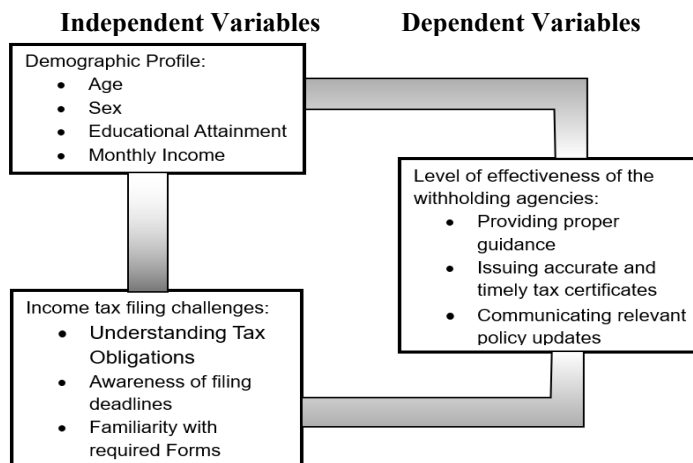 Independent Variables Dependent Variables
Demographic Profile:
• Age
• Sex
• Educational Attainment
• Monthly Income
Level of effectiveness of the
withholding agencies:
• Providing proper
guidance
• Issuing accurate and
timely tax certificates
• Communicating relevant
policy updates
Income tax filing challenges:
• Understanding Tax
Obligations
• Awareness of filing
deadlines
• Familiarity with
required Forms